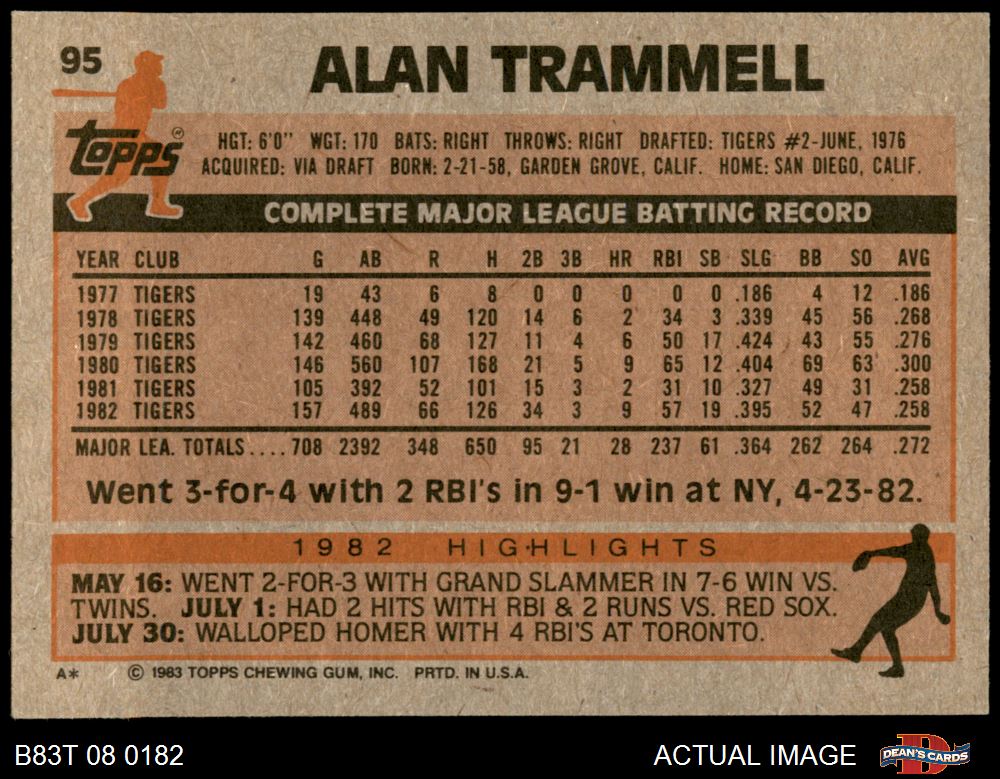 95
ALAN TRAMMELL
topps®
HGT: 6'0" WGT: 170 BATS: RIGHT THROWS: RIGHT DRAFTED: TIGERS #2-JUNE, 1976
ACQUIRED: VIA DRAFT BORN: 2-21-58, GARDEN GROVE, CALIF. HOME: SAN DIEGO, CALIF.
COMPLETE MAJOR LEAGUE BATTING RECORD
YEAR CLUB G AB R H 2B 3B HR RBI SB SLG BB SO AVG
1977 TIGERS 19 43 6 8 0 0 0 0 0 .186 4 12 .186
1978 TIGERS 139 448 49 120 14 6 2 34 3 .339 45 56 .268
1979 TIGERS 142 460 68 127 11 4 6 50 17 .424 43 55 .276
1980 TIGERS 146 560 107 168 21 5 9 65 12 .404 69 63 .300
1981 TIGERS 105 392 52 101 15 3 2 31 10 .327 49 31 .258
1982 TIGERS 157 489 66 126 34 3 9 57 19 .395 52 47 .258
MAJOR LEA. TOTALS....708 2392 348 650 95 21 28 237 61 .364 262 264 .272
Went 3-for-4 with 2 RBI's in 9-1 win at NY, 4-23-82.
1982 HIGHLIGHTS
MAY 16: WENT 2-FOR-3 WITH GRAND SLAMMER IN 7-6 WIN VS.
TWINS. JULY 1: HAD 2 HITS WITH RBI & 2 RUNS VS. RED SOX.
JULY 30: WALLOPED HOMER WITH 4 RBI'S AT TORONTO.
A* © 1983 TOPPS CHEWING GUM, INC. PRTD. IN U.S.A.
B83T 08 0182
ACTUAL IMAGE
D
DEAN'S CARDS